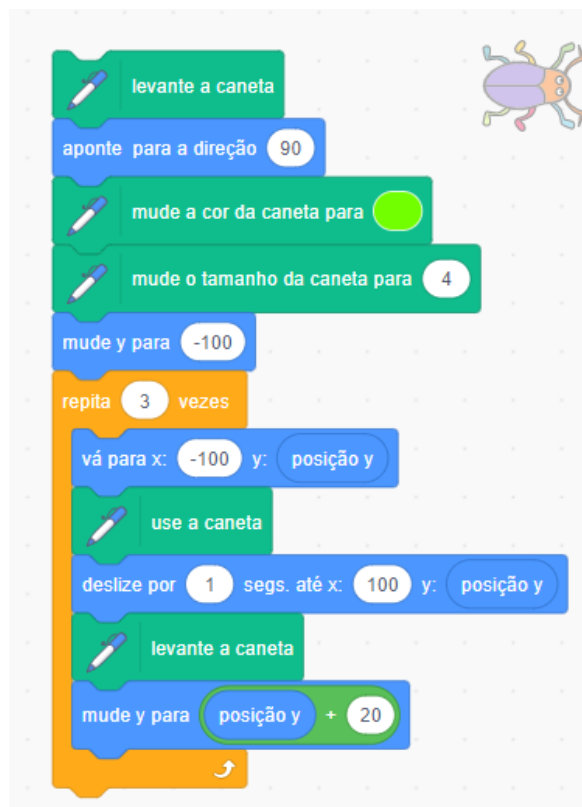 levante a caneta
aponte para a direção 90
mude a cor da caneta para
mude o tamanho da caneta para 4
mude y para -100
repita 3 vezes
vá para x: -100 y: posição y
use a caneta
deslize por 1 segs. até x: 100 y: posição y
levante a caneta
mude y para posição y + 20